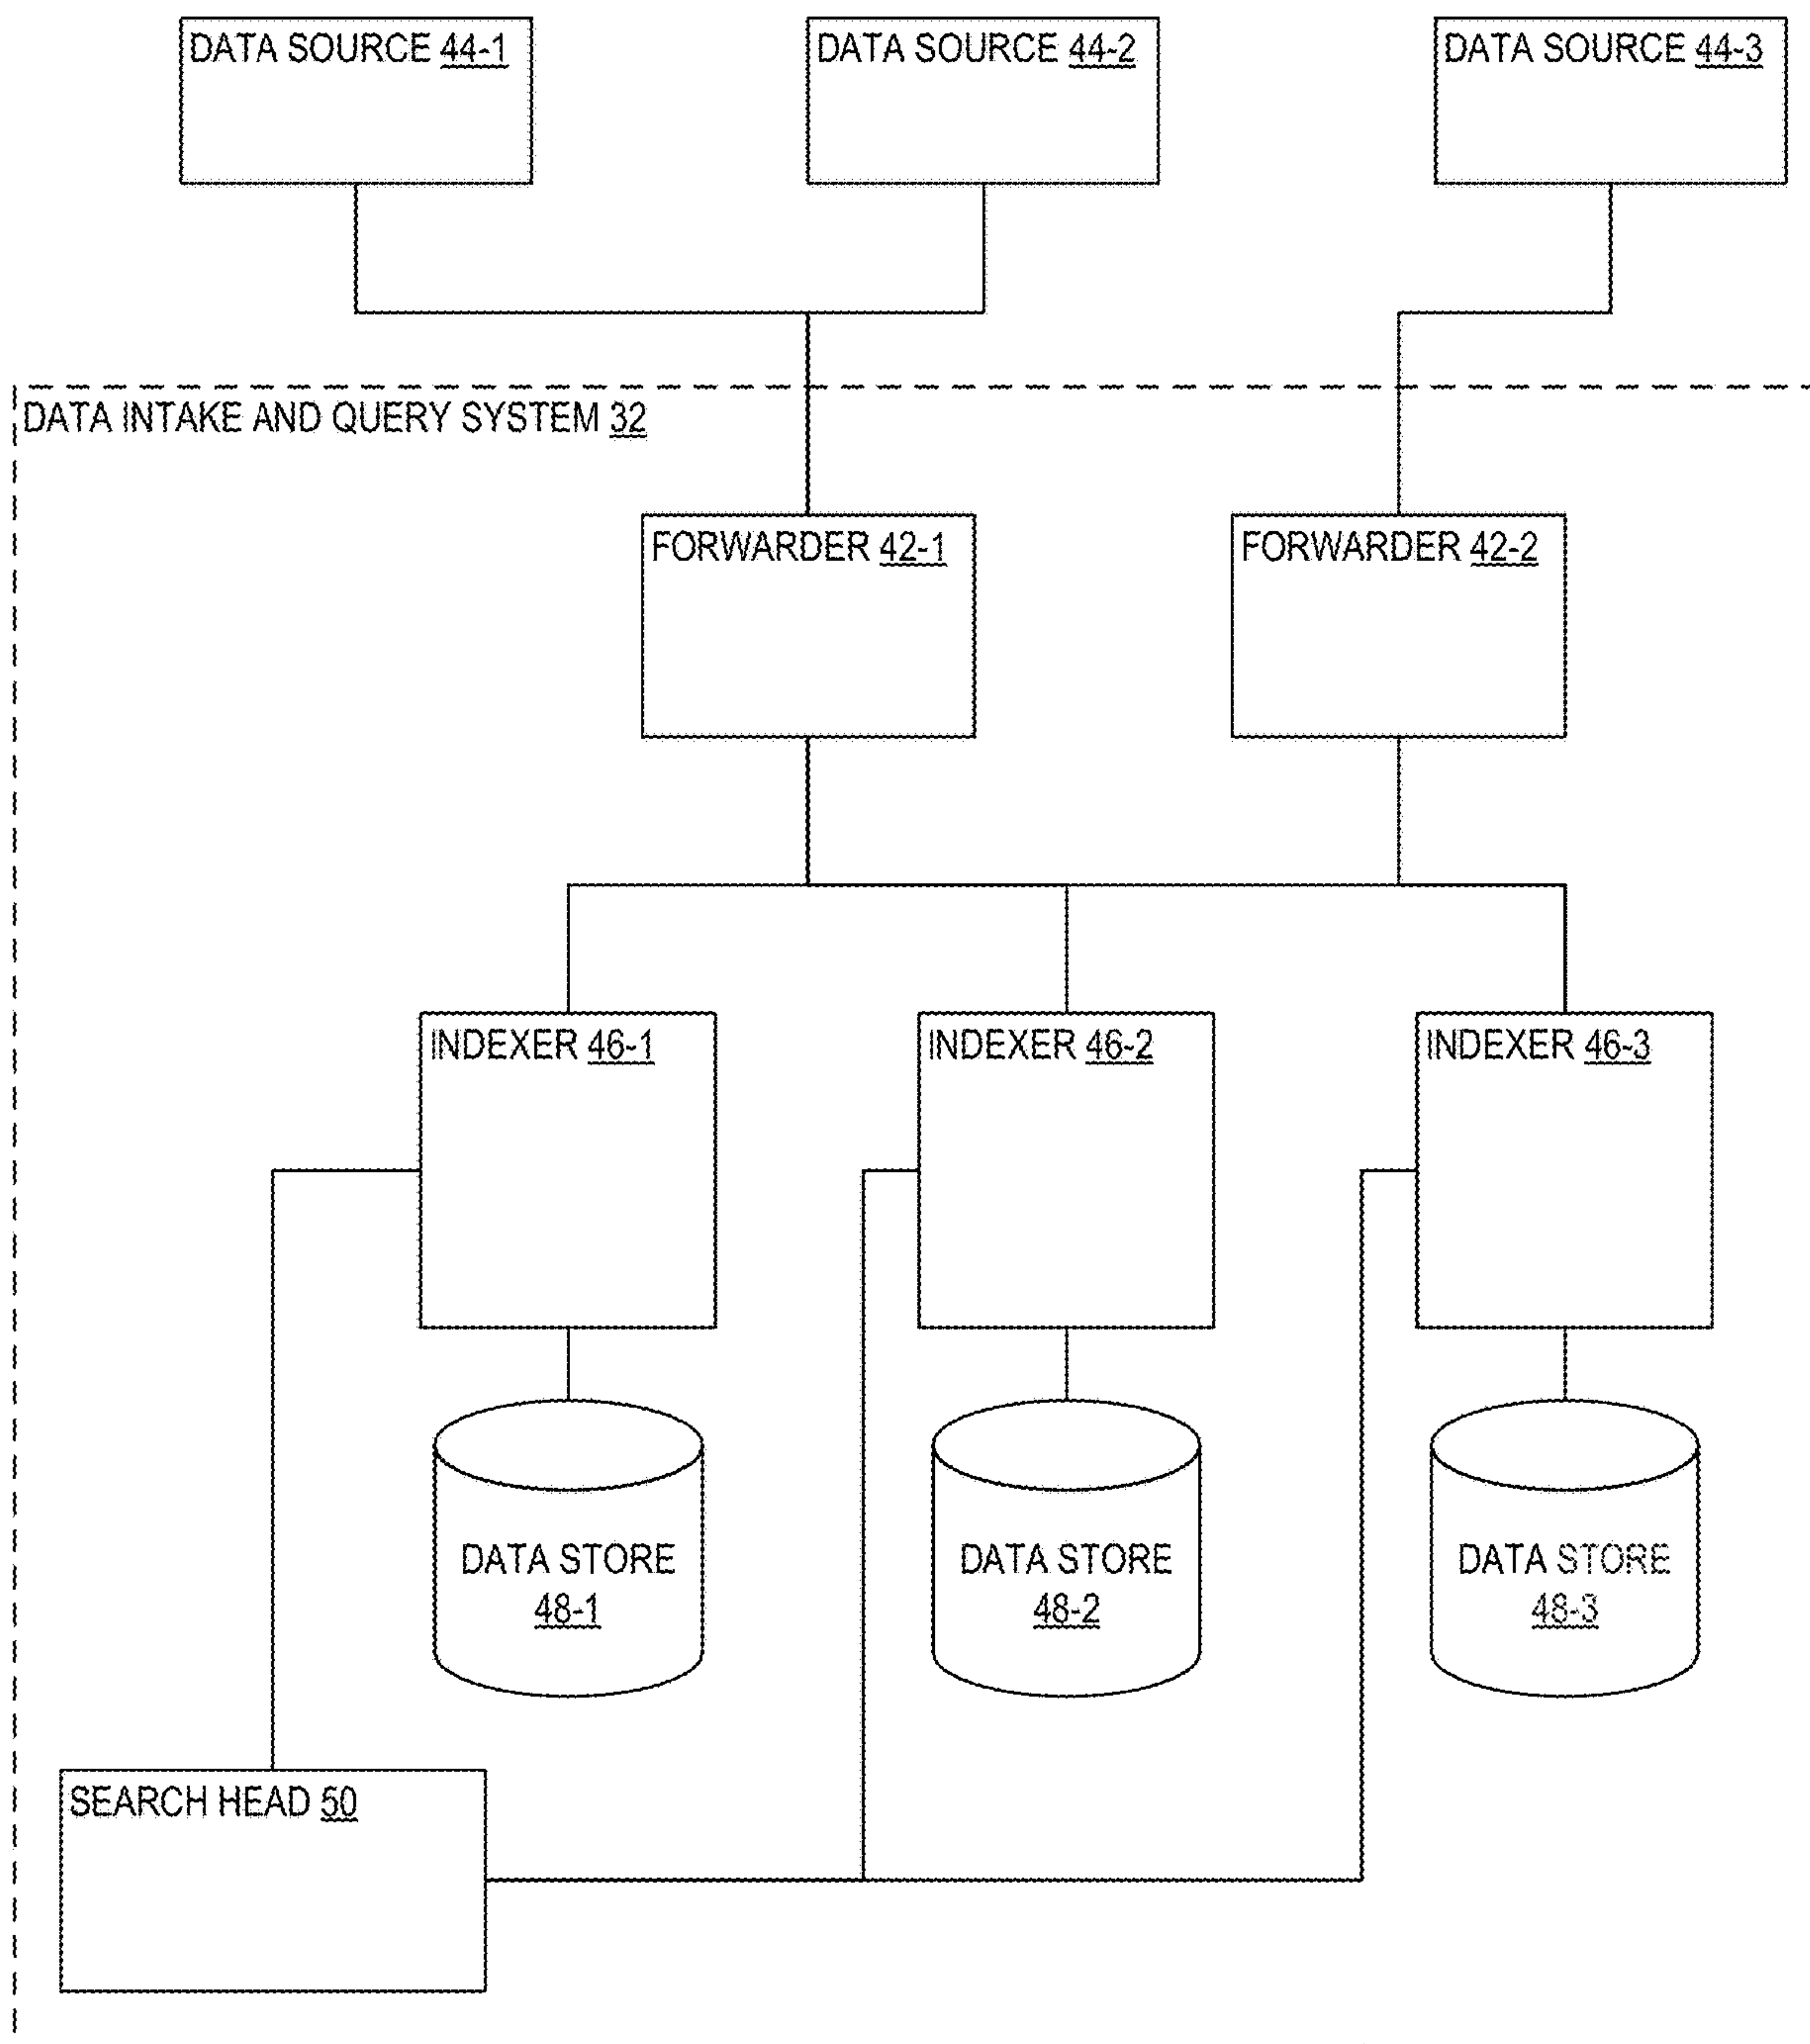 DATA SOURCE 44-1
DATA SOURCE 44-2
DATA SOURCE 44-3
DATA INTAKE AND QUERY SYSTEM 32
FORWARDER 42-1
FORWARDER 42-2
INDEXER 46-1
INDEXER 46-2
INDEXER 46-3
DATA STORE
48-1
DATA STORE
48-2
DATA STORE
48-3
SEARCH HEAD 50